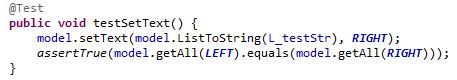 @Test
public void testSetText() {
model.setText(model.ListToString(L_testStr), RIGHT);
assertTrue(model.getAll(LEFT).equals(model.getAll(RIGHT)));
}